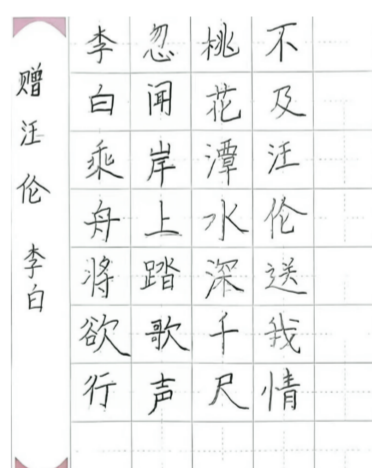 赠汪伦 李白
李白乘舟将欲行
忽闻岸上踏歌声
桃花潭水深千尺
不及汪伦送我情